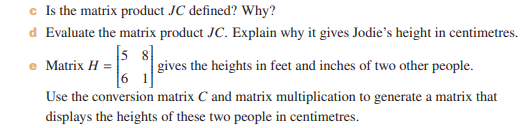 c Is the matrix product JC defined? Why?
d Evaluate the matrix product JC. Explain why it gives Jodie's height in centimetres.
e Matrix H = [5 8
6 1] gives the heights in feet and inches of two other people.
Use the conversion matrix C and matrix multiplication to generate a matrix that
displays the heights of these two people in centimetres.